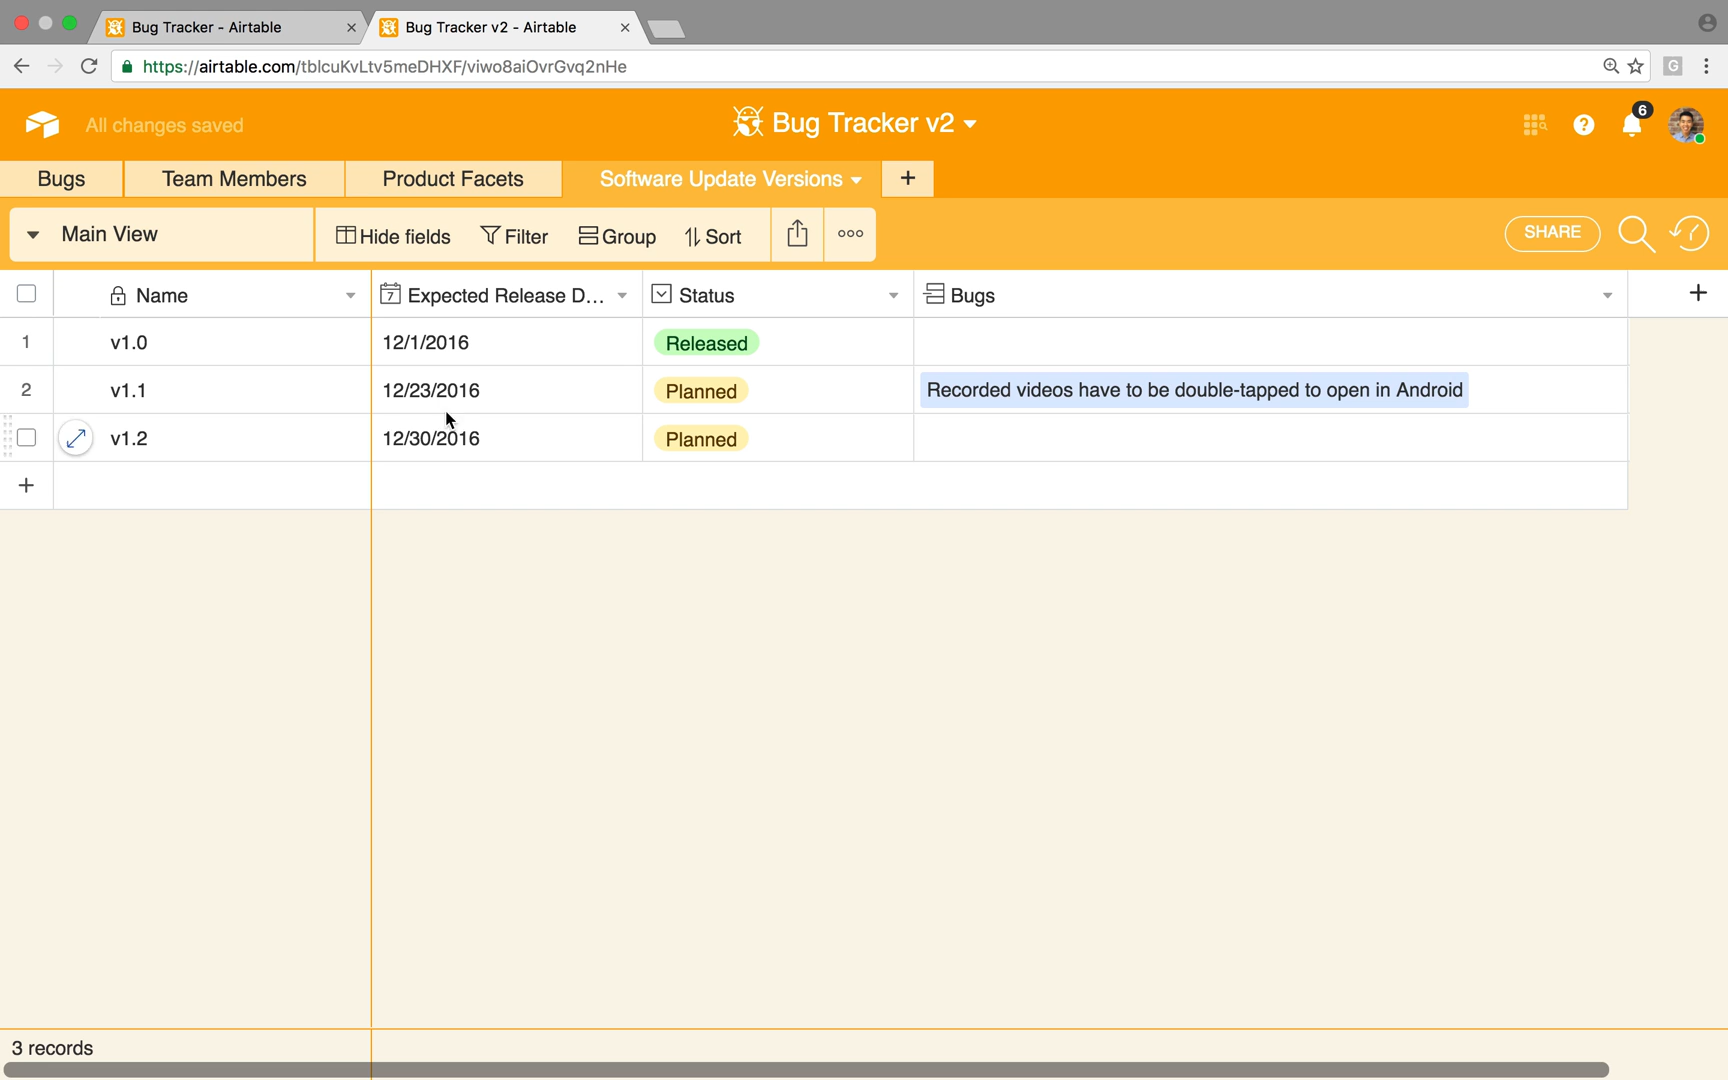 Bug Tracker - Airtable
Bug Tracker v2 - Airtable
https://airtable.com/tblcuKvLtv5meDHXF/viwo8aiOvrGvq2nHe
G
All changes saved
Bug Tracker v2
?
6
Bugs
Team Members
Product Facets
Software Update Versions
+
Main View
Hide fields
Filter
Group
Sort
SHARE
Name
7
Expected Release D...
Status
Bugs
+
1
v1.0
12/1/2016
Released
2
v1.1
12/23/2016
Planned
Recorded videos have to be double-tapped to open in Android
v1.2
12/30/2016
Planned
+
3 records